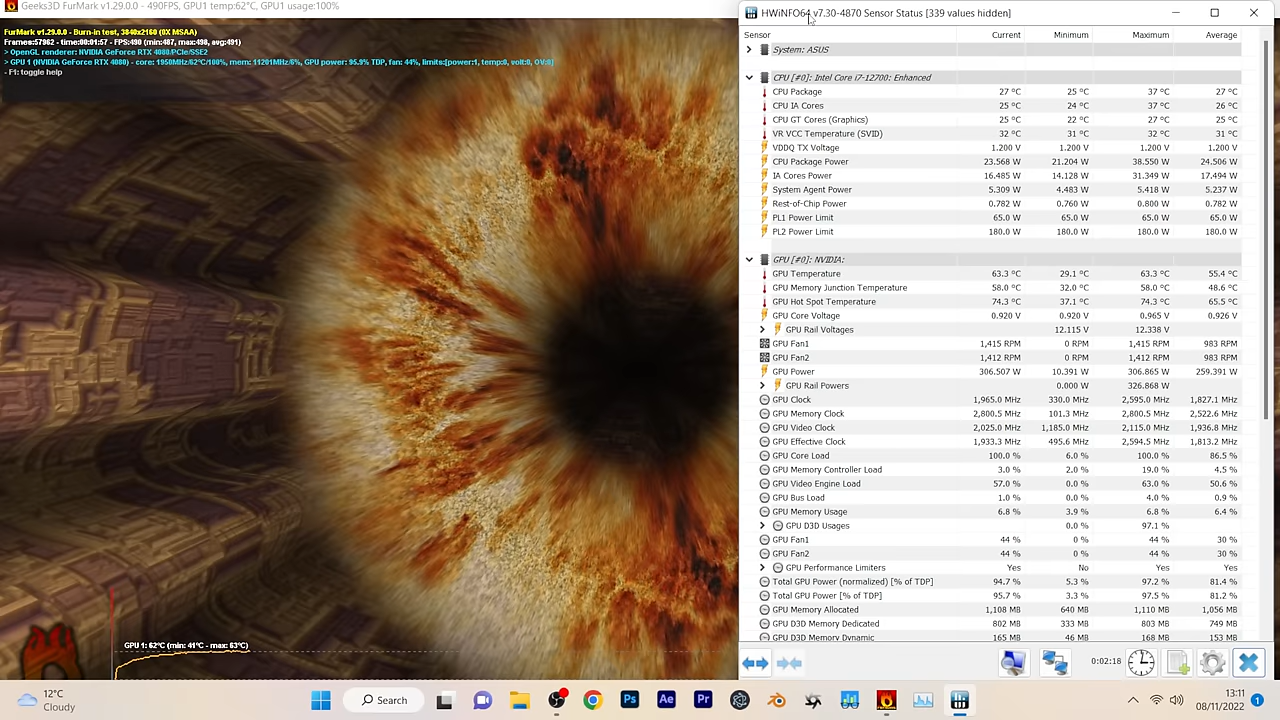 Geeks3D FurMark v1.29.0.0 - 490FPS, GPU1 temp:62°C, GPU1 usage:100%
FurMark v1.29.0.0 - Burn-in test, 3840x2160 (0X MSAA)
Frames:57962 - time:00:01:57 - FPS:490 (min:487, max:498, avg:491)
> OpenGL renderer: NVIDIA GeForce RTX 4080/PCIe/SSE2
> GPU 1 (NVIDIA GeForce RTX 4080) - core: 1950MHz/62°C/100%, mem: 11201MHz/6%, GPU power: 95.9% TDP, fan: 44%, limits:[power:1, temp:0, volt:0, OV:0]
- F1: toggle help
GPU 1: 62°C (min: 41°C - max: 63°C)
HWiNFO64 v7.30-4870 Sensor Status [339 values hidden]
Sensor Current Minimum Maximum Average
System: ASUS
CPU [#0]: Intel Core i7-12700: Enhanced
CPU Package 27 °C 25 °C 37 °C 27 °C
CPU IA Cores 25 °C 24 °C 37 °C 26 °C
CPU GT Cores (Graphics) 25 °C 22 °C 27 °C 25 °C
VR VCC Temperature (SVID) 32 °C 31 °C 32 °C 31 °C
VDDQ TX Voltage 1.200 V 1.200 V 1.200 V 1.200 V
CPU Package Power 23.568 W 21.204 W 38.550 W 24.506 W
IA Cores Power 16.485 W 14.128 W 31.349 W 17.494 W
System Agent Power 5.309 W 4.483 W 5.418 W 5.237 W
Rest-of-Chip Power 0.782 W 0.760 W 0.800 W 0.782 W
PL1 Power Limit 65.0 W 65.0 W 65.0 W 65.0 W
PL2 Power Limit 180.0 W 180.0 W 180.0 W 180.0 W
GPU [#0]: NVIDIA:
GPU Temperature 63.3 °C 29.1 °C 63.3 °C 55.4 °C
GPU Memory Junction Temperature 58.0 °C 32.0 °C 58.0 °C 48.6 °C
GPU Hot Spot Temperature 74.3 °C 37.1 °C 74.3 °C 65.5 °C
GPU Core Voltage 0.920 V 0.920 V 0.965 V 0.926 V
GPU Rail Voltages 12.115 V 12.338 V
GPU Fan1 1,415 RPM 0 RPM 1,415 RPM 983 RPM
GPU Fan2 1,412 RPM 0 RPM 1,412 RPM 983 RPM
GPU Power 306.507 W 10.391 W 306.865 W 259.391 W
GPU Rail Powers 0.000 W 326.868 W
GPU Clock 1,965.0 MHz 330.0 MHz 2,595.0 MHz 1,827.1 MHz
GPU Memory Clock 2,800.5 MHz 101.3 MHz 2,800.5 MHz 2,522.6 MHz
GPU Video Clock 2,025.0 MHz 1,185.0 MHz 2,115.0 MHz 1,936.8 MHz
GPU Effective Clock 1,933.3 MHz 495.6 MHz 2,594.5 MHz 1,813.2 MHz
GPU Core Load 100.0 % 6.0 % 100.0 % 86.5 %
GPU Memory Controller Load 3.0 % 2.0 % 19.0 % 4.5 %
GPU Video Engine Load 57.0 % 0.0 % 63.0 % 50.6 %
GPU Bus Load 1.0 % 0.0 % 4.0 % 0.9 %
GPU Memory Usage 6.8 % 3.9 % 6.8 % 6.4 %
GPU D3D Usages 0.0 % 97.1 %
GPU Fan1 44 % 0 % 44 % 30 %
GPU Fan2 44 % 0 % 44 % 30 %
GPU Performance Limiters Yes No Yes Yes
Total GPU Power (normalized) [% of TDP] 94.7 % 5.3 % 97.2 % 81.4 %
Total GPU Power [% of TDP] 95.7 % 3.3 % 97.5 % 81.2 %
GPU Memory Allocated 1,108 MB 640 MB 1,110 MB 1,056 MB
GPU D3D Memory Dedicated 802 MB 333 MB 803 MB 749 MB
GPU D3D Memory Dynamic 165 MB 46 MB 168 MB 153 MB
0:02:18
12°C
Cloudy
Search
Ps
Ae
Pr
13:11
08/11/2022
1